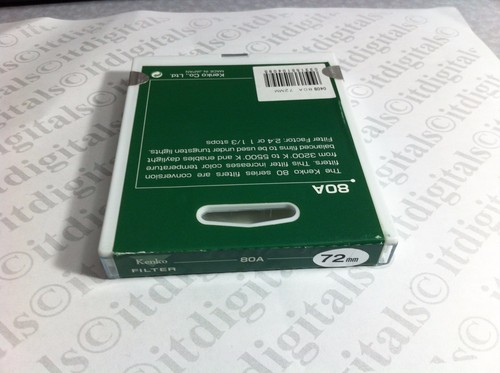 80A
The Kenko 80 series filters are conversion
filters. This filter increases color temperature
from 3200°K to 5500°K and enables daylight
balanced films to be used under tungsten lights.
Filter Factor: 2.4 or 1 1/3 stops
Kenko Co., Ltd.
MADE IN JAPAN
72MM
Kenko
FILTER
80A
72mm
©itdigitals©itdigitals